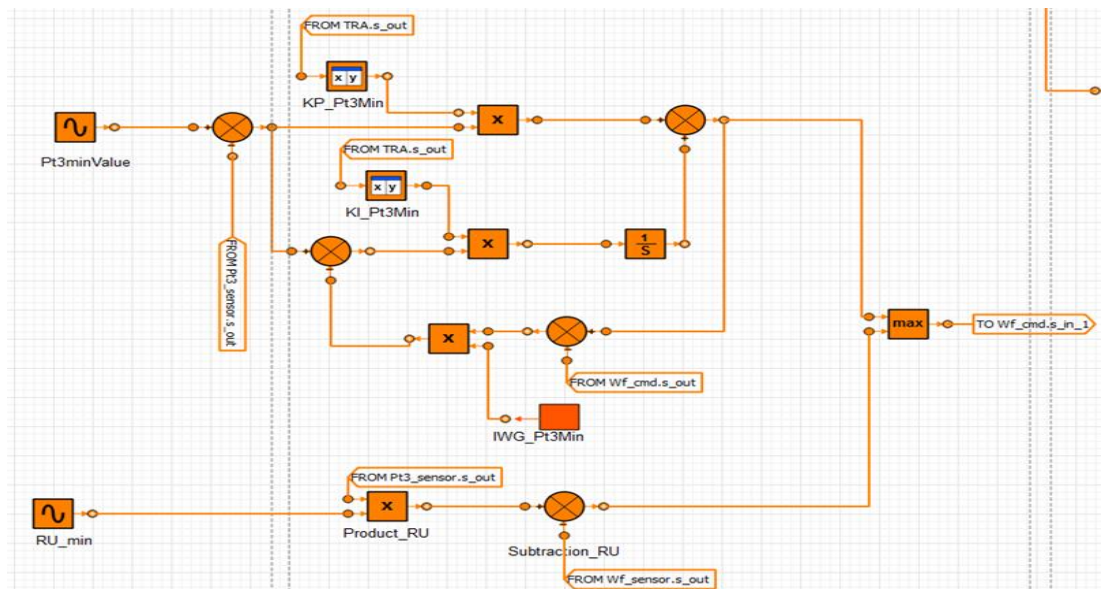 FROM TRA.s_out
x y
KP_Pt3Min
x
Pt3minValue
FROM TRA.s_out
x y
KI_Pt3Min
FROM Pt3_sensor.s_out
x
1
S
x
max
TO Wf_cmd.s_in_1
FROM Wf_cmd.s_out
IWG_Pt3Min
FROM Pt3_sensor.s_out
x
RU_min
Product_RU
Subtraction_RU
FROM Wf_sensor.s_out